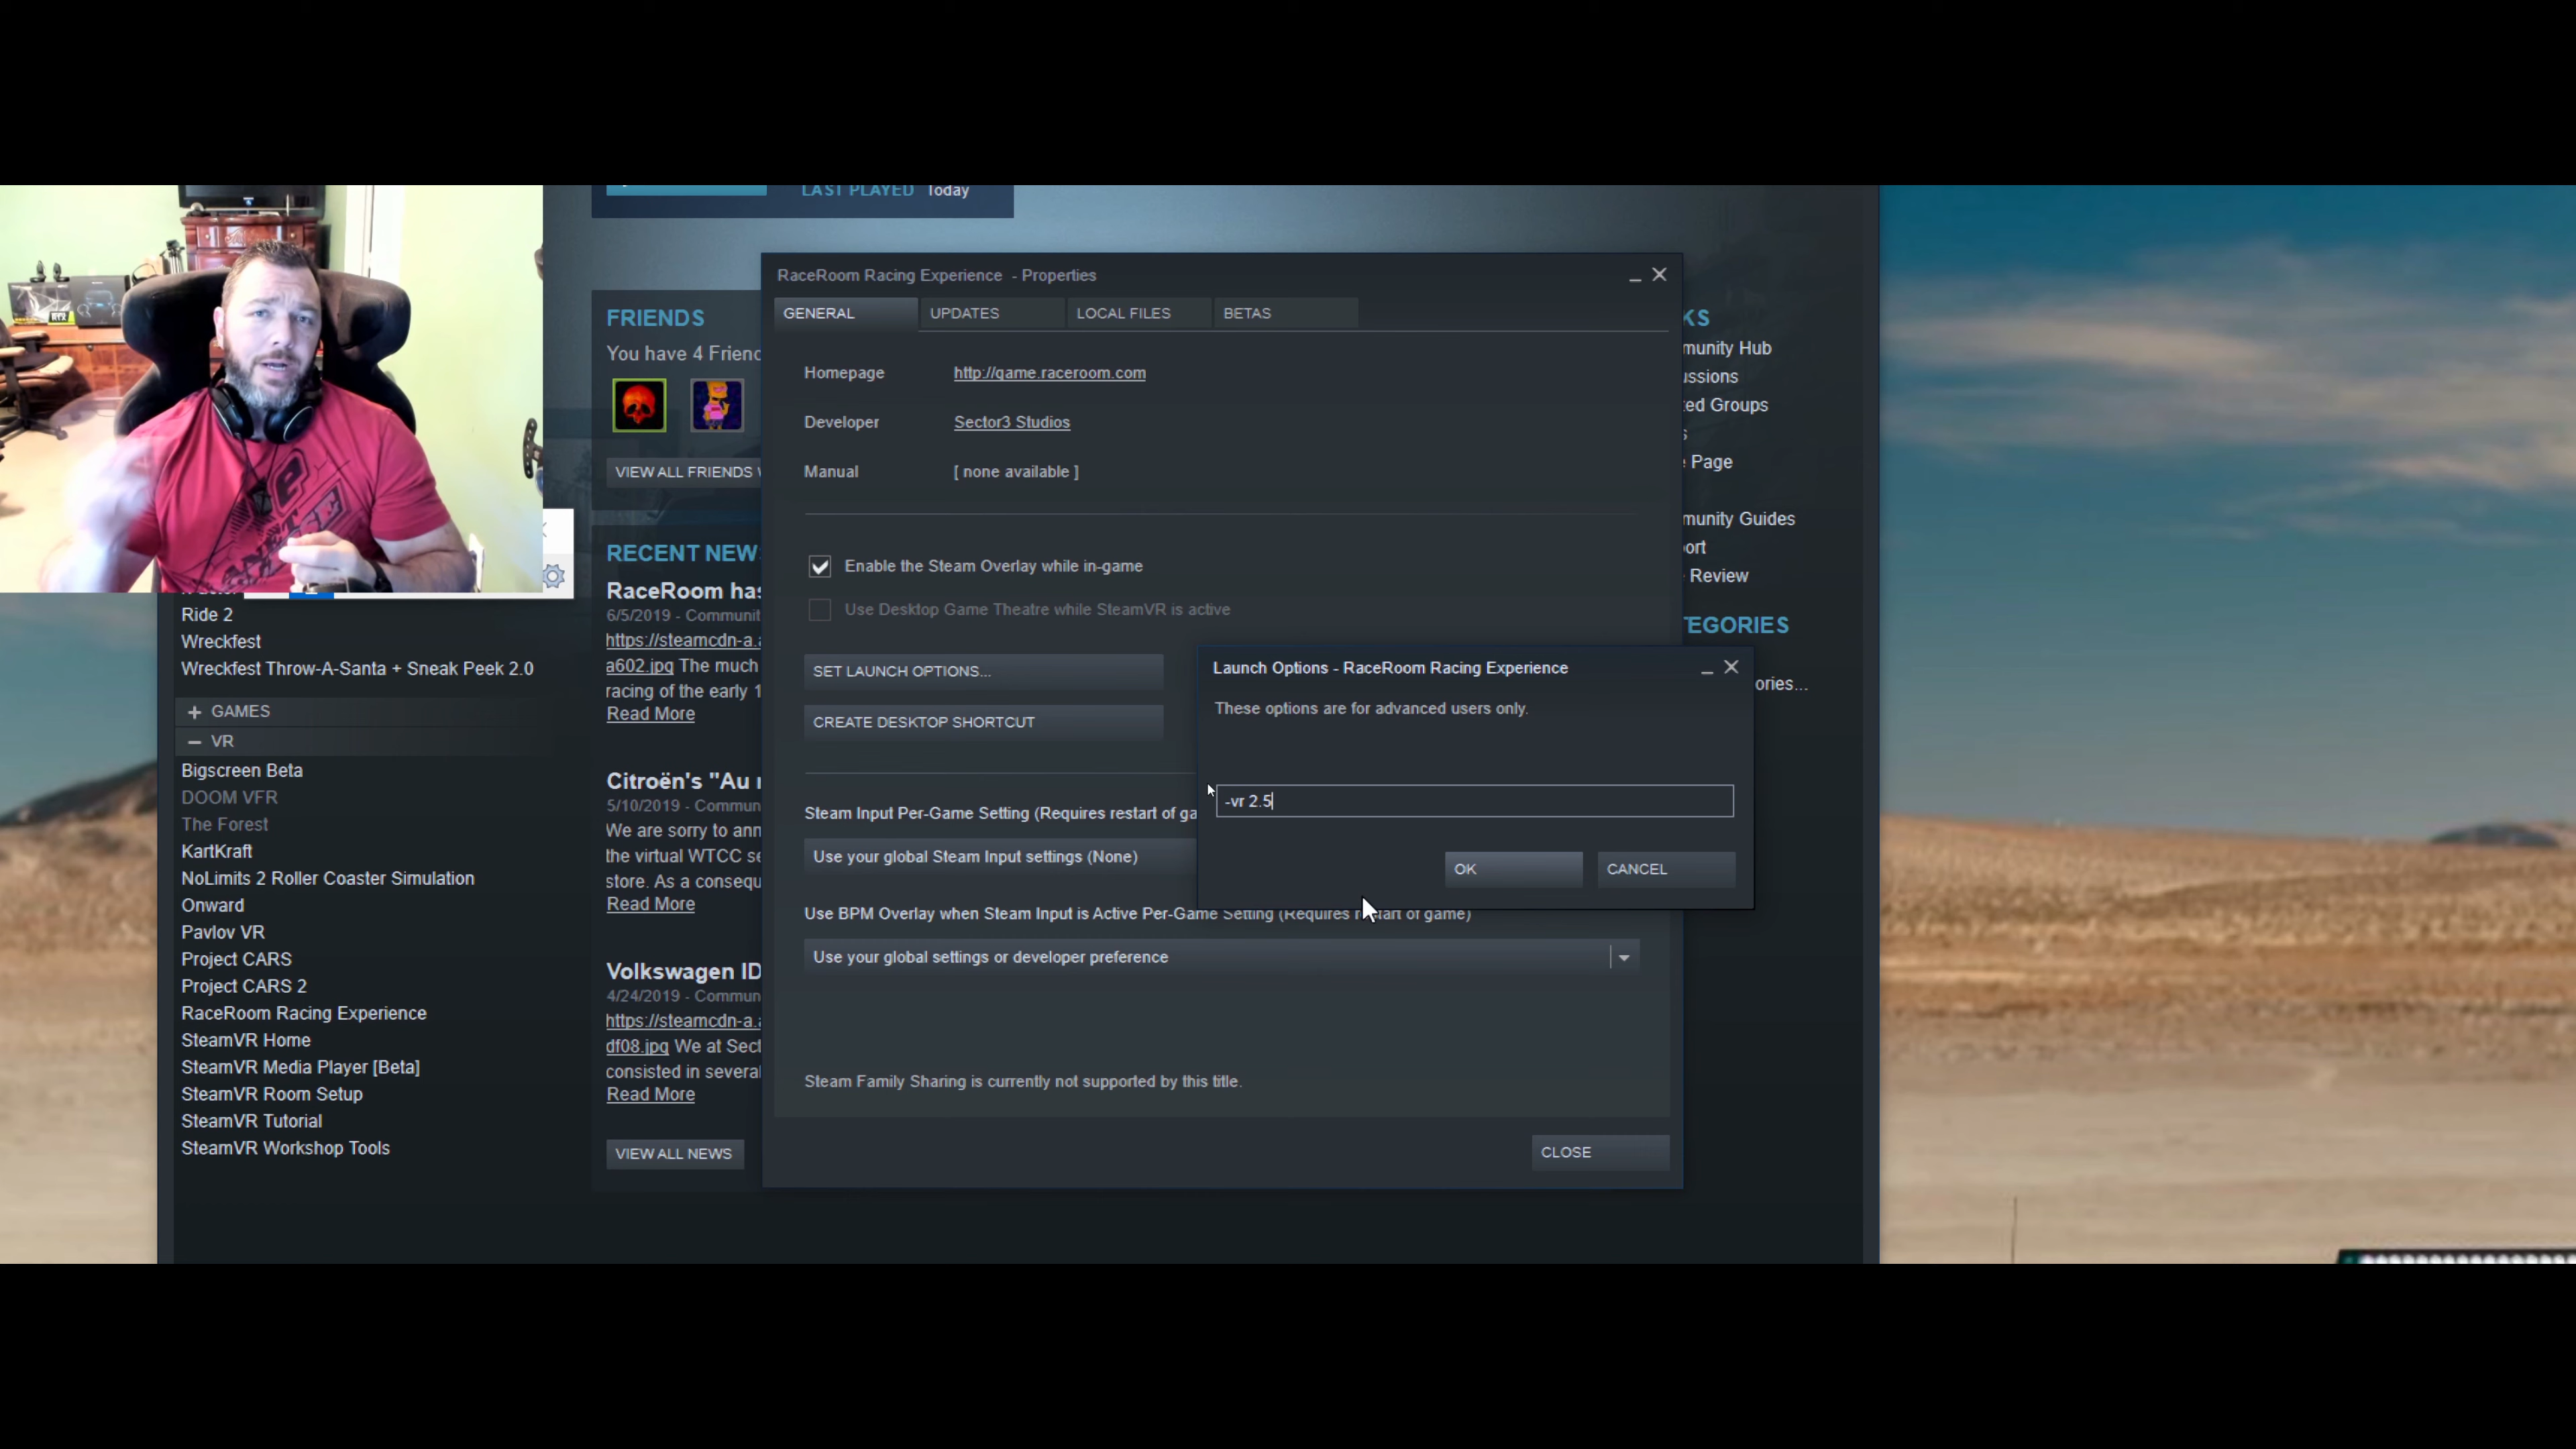 LAST PLAYED Today
RaceRoom Racing Experience - Properties
GENERAL UPDATES LOCAL FILES BETAS
FRIENDS
You have 4 Frienc
VIEW ALL FRIENDS
Homepage http://game.raceroom.com
Developer Sector3 Studios
Manual [ none available ]
Enable the Steam Overlay while in-game
Use Desktop Game Theatre while SteamVR is active
SET LAUNCH OPTIONS...
CREATE DESKTOP SHORTCUT
Steam Input Per-Game Setting (Requires restart of ga
Use your global Steam Input settings (None)
Use BPM Overlay when Steam Input is Active Per-Game Setting (Requires restart of game)
Use your global settings or developer preference
Steam Family Sharing is currently not supported by this title.
CLOSE
Launch Options - RaceRoom Racing Experience
These options are for advanced users only.
-vr 2.5
OK CANCEL
RECENT NEW
RaceRoom has
6/5/2019 - Communit
https://steamcdn-a.a
a602.jpg The much
racing of the early 1
Read More
Citroën's "Au r
5/10/2019 - Commun
We are sorry to ann
the virtual WTCC se
store. As a consequ
Read More
Volkswagen ID
4/24/2019 - Commun
https://steamcdn-a.a
df08.jpg We at Sect
consisted in several
Read More
VIEW ALL NEWS
Ride 2
Wreckfest
Wreckfest Throw-A-Santa + Sneak Peek 2.0
+ GAMES
− VR
Bigscreen Beta
DOOM VFR
The Forest
KartKraft
NoLimits 2 Roller Coaster Simulation
Onward
Pavlov VR
Project CARS
Project CARS 2
RaceRoom Racing Experience
SteamVR Home
SteamVR Media Player [Beta]
SteamVR Room Setup
SteamVR Tutorial
SteamVR Workshop Tools
KS
munity Hub
ussions
ted Groups
s
e Page
munity Guides
ort
Review
TEGORIES
ories...